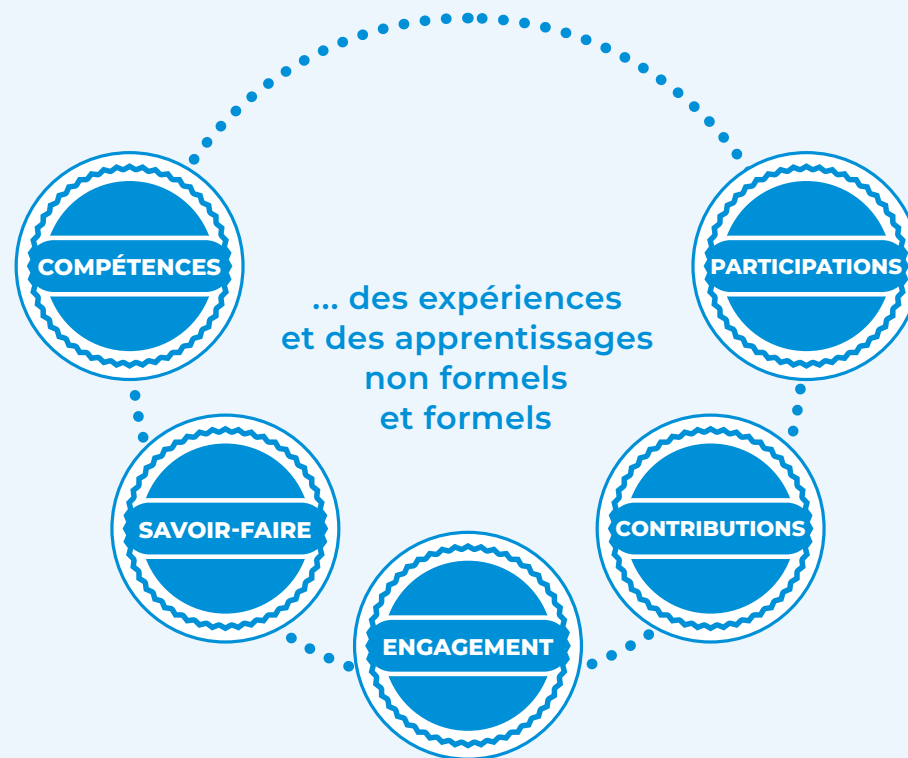 COMPÉTENCES
PARTICIPATIONS
... des expériences
et des apprentissages
non formels
et formels
SAVOIR-FAIRE
CONTRIBUTIONS
ENGAGEMENT